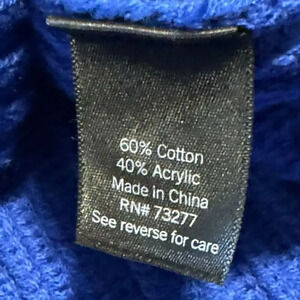 60% Cotton
40% Acrylic
Made in China
RN# 73277
See reverse for care